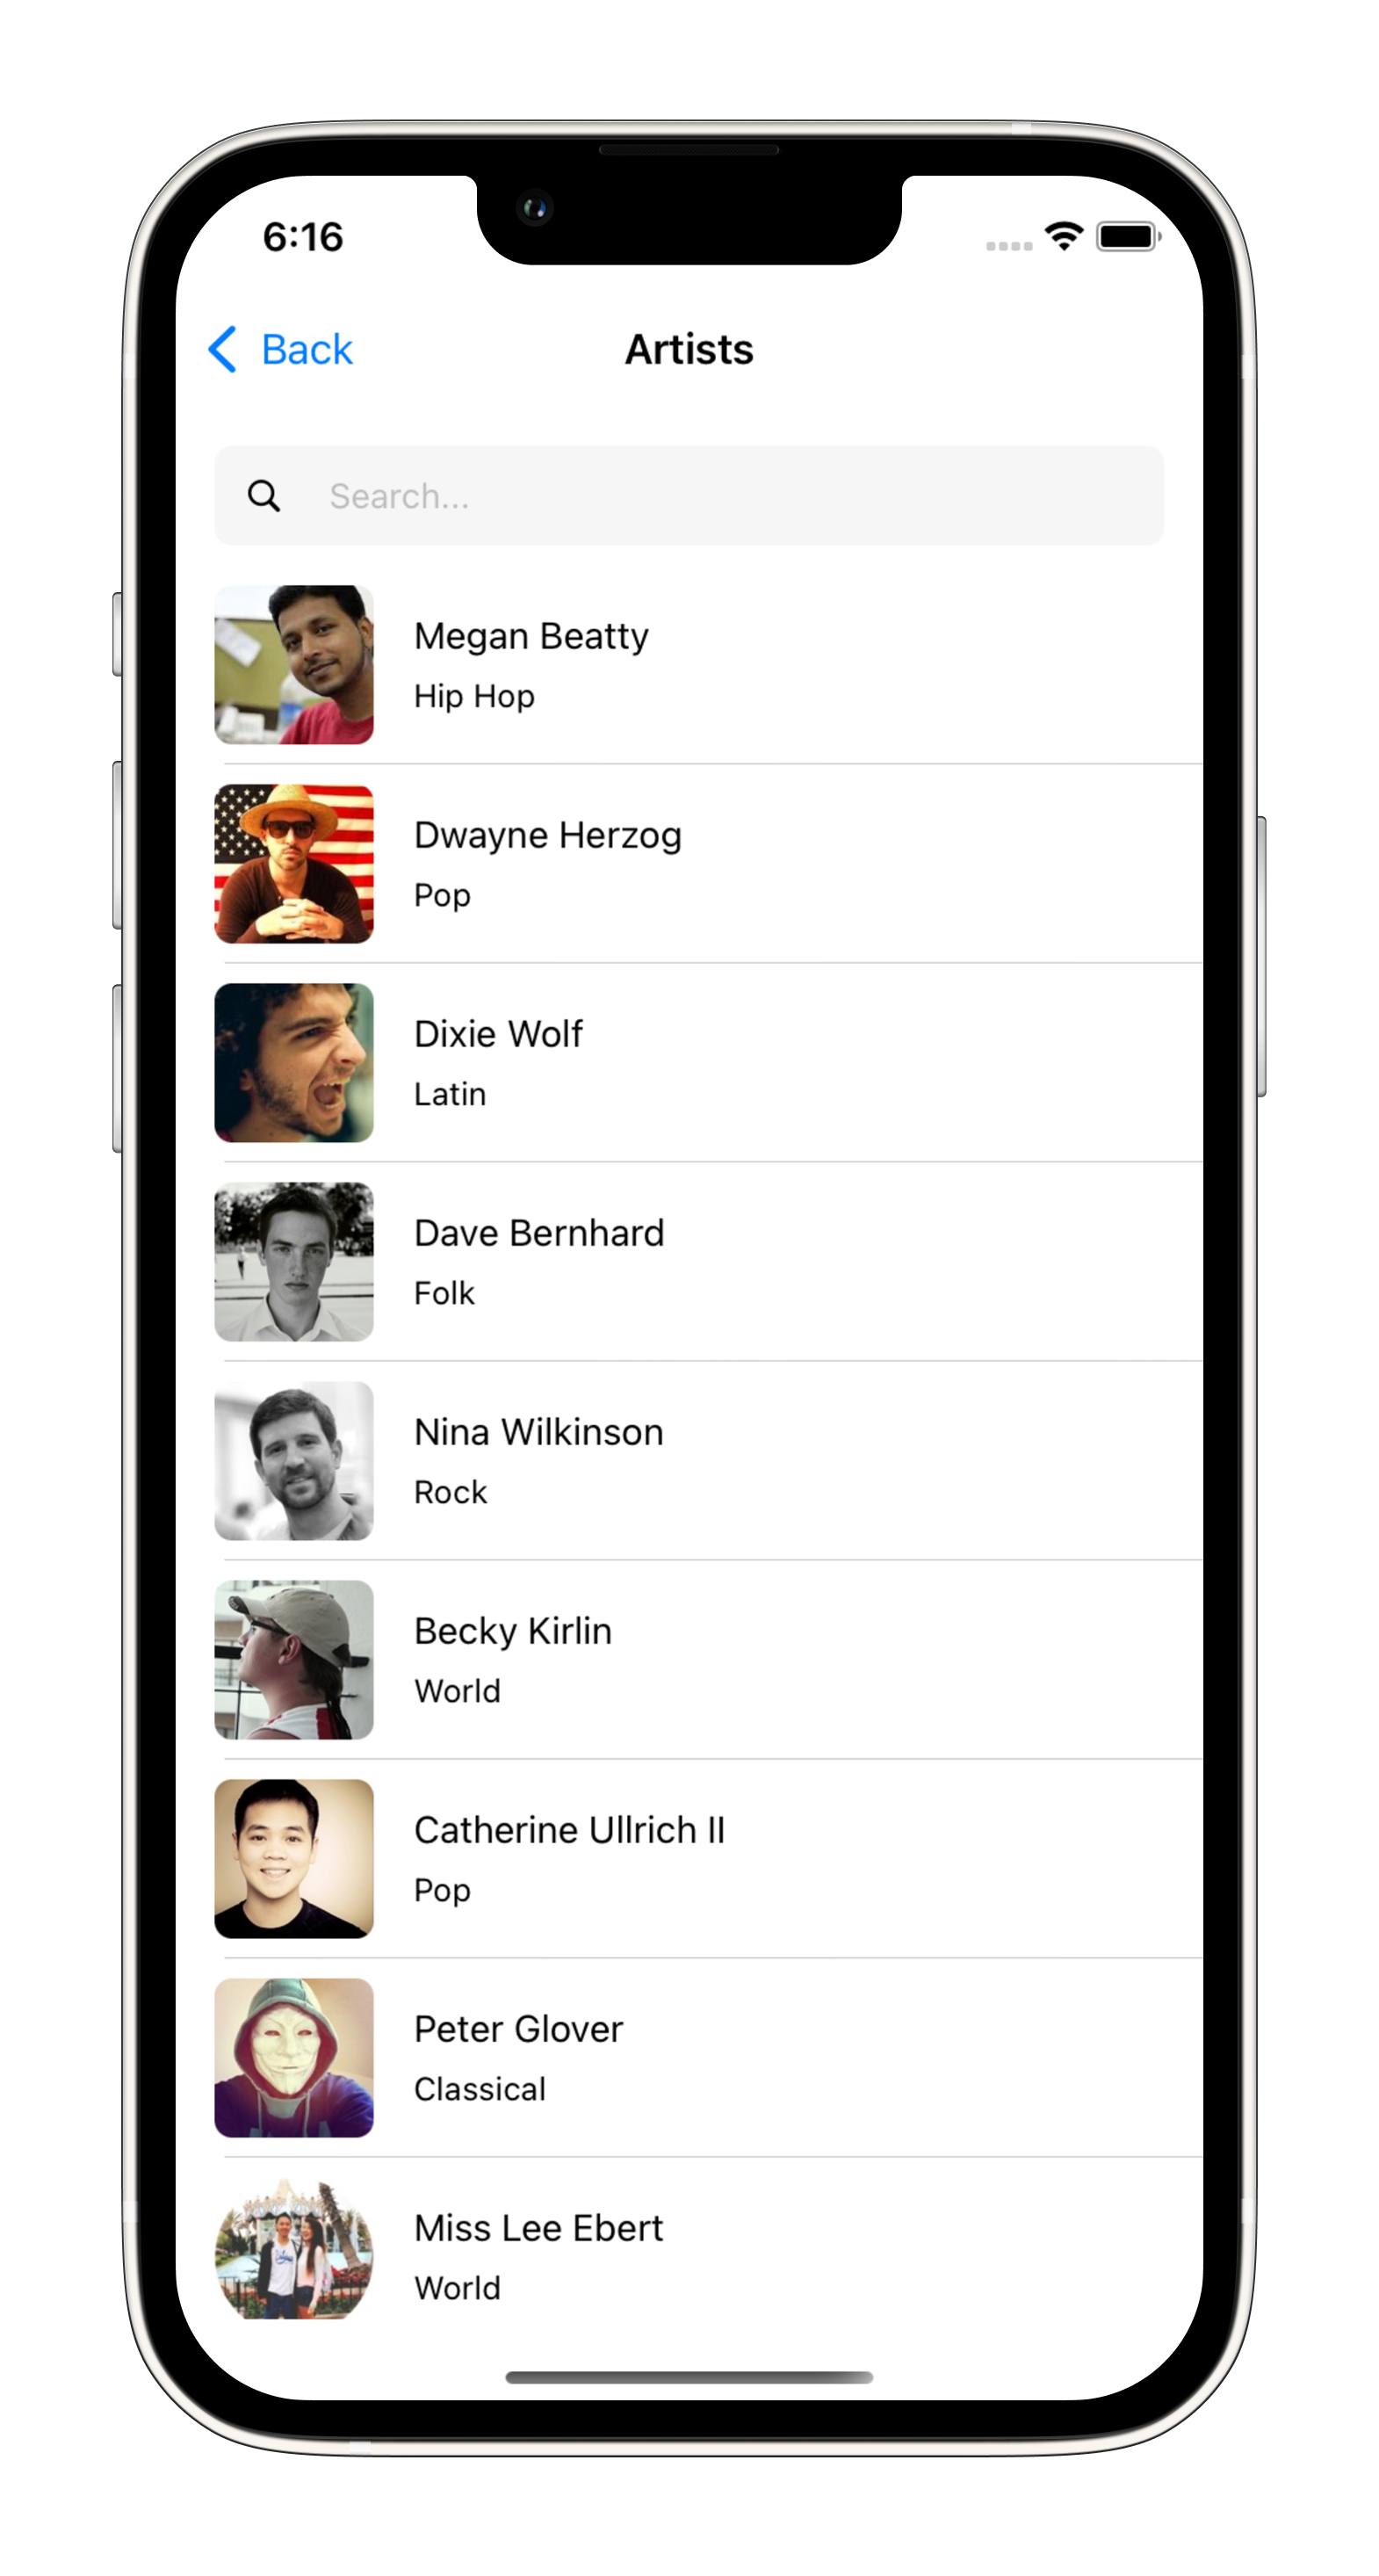 6:16
Back
Artists
Search...
Megan Beatty
Hip Hop
Dwayne Herzog
Pop
Dixie Wolf
Latin
Dave Bernhard
Folk
Nina Wilkinson
Rock
Becky Kirlin
World
Catherine Ullrich II
Pop
Peter Glover
Classical
Miss Lee Ebert
World